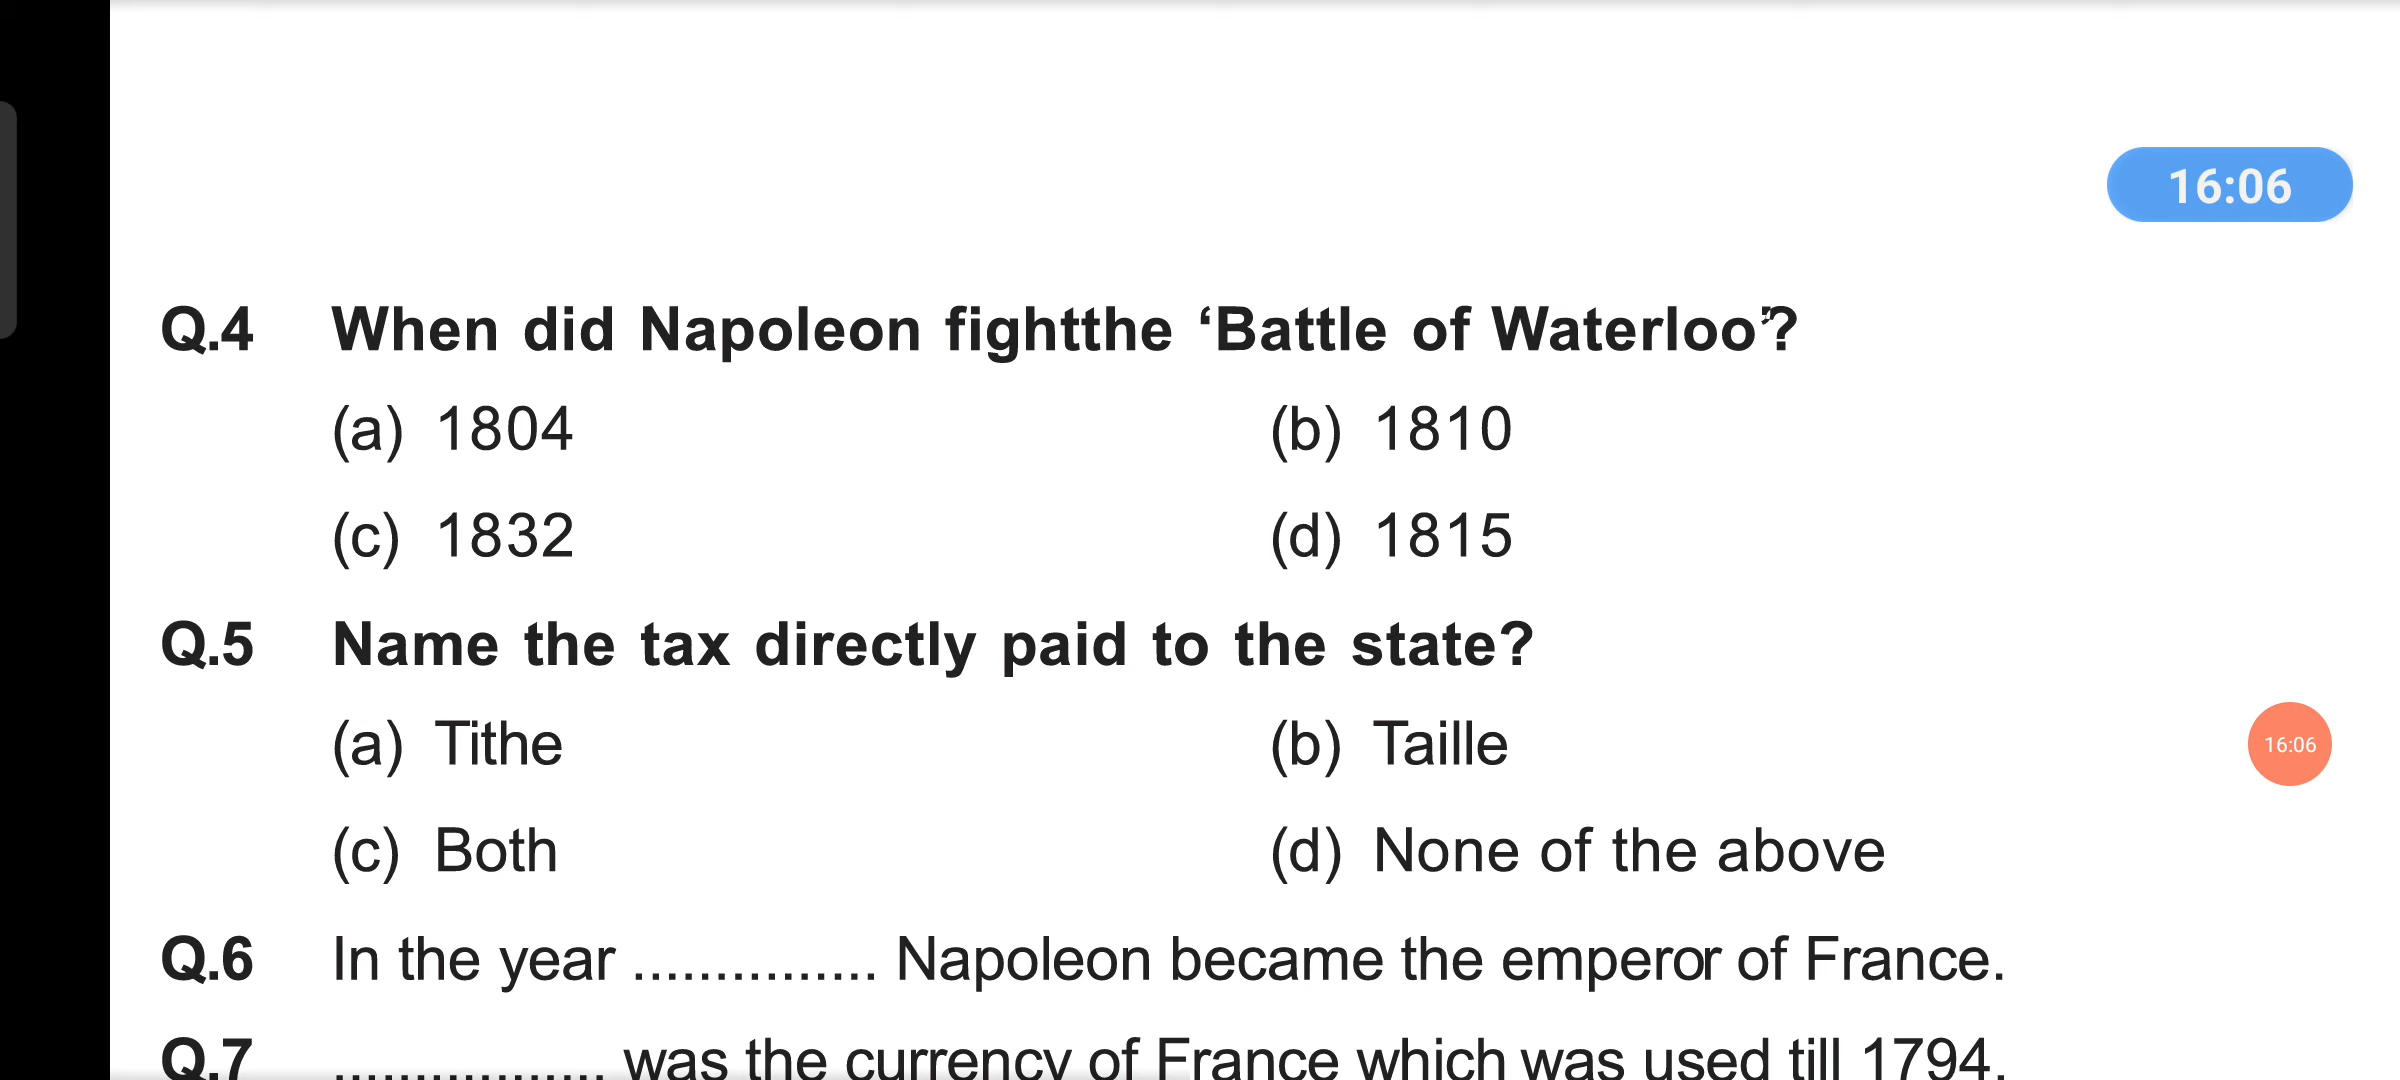 16:06
Q.4 When did Napoleon fightthe ‘Battle of Waterloo’?
(a) 1804 (b) 1810
(c) 1832 (d) 1815
Q.5 Name the tax directly paid to the state?
(a) Tithe (b) Taille
16:06
(c) Both (d) None of the above
Q.6 In the year ............... Napoleon became the emperor of France.
Q.7 ................. was the currency of France which was used till 1794.